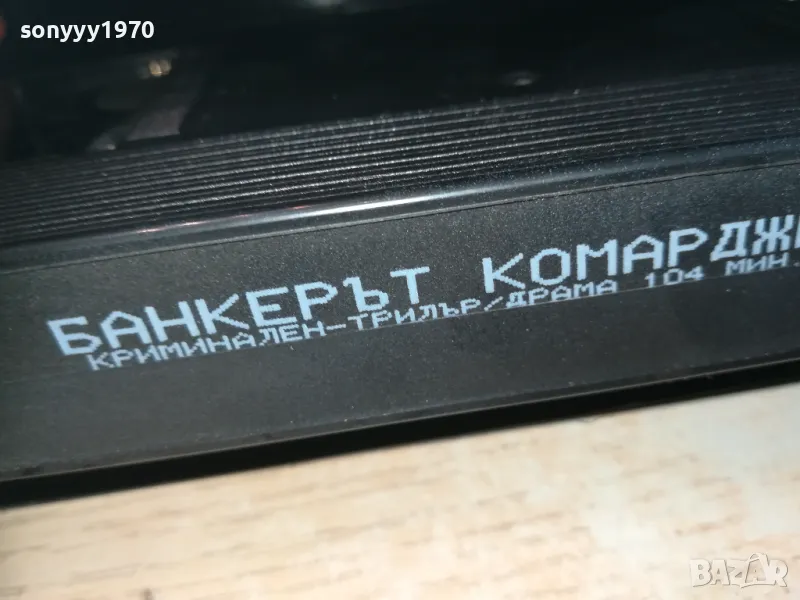 sonyyy1970
БАНКЕРЪТ КОМАРДЖ
КРИМИНАЛЕН-ТРИЛЪР/ДРАМА 104 МИН.
BAZAR